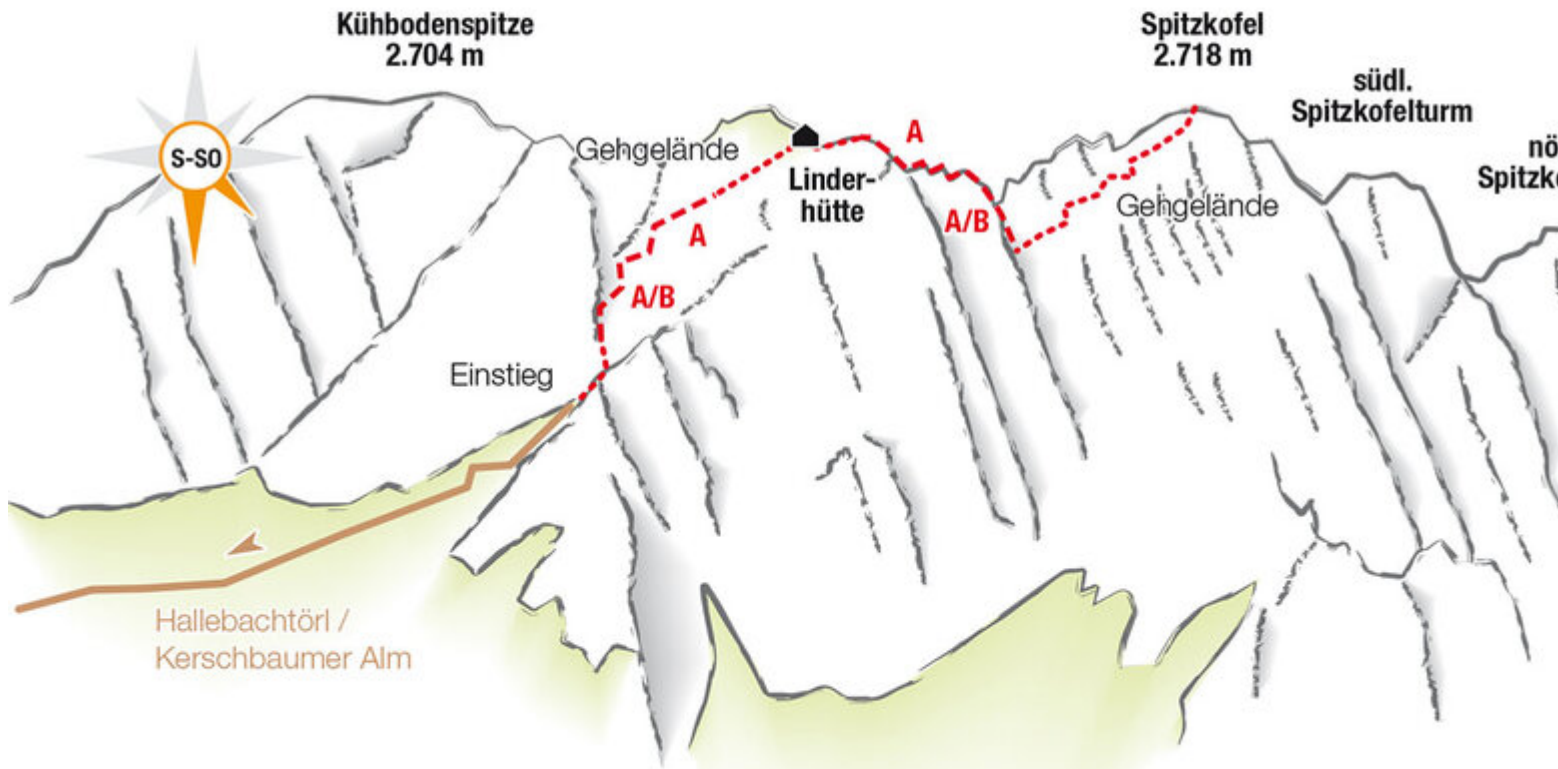 Kühbodenspitze
2.704 m
Spitzkofel
2.718 m
südl.
Spitzkofelturm
S-SO
Gehgelände
A
Linder-
hütte
A
A/B
Gehgelände
A/B
Einstieg
Hallebachtörl /
Kerschbaumer Alm